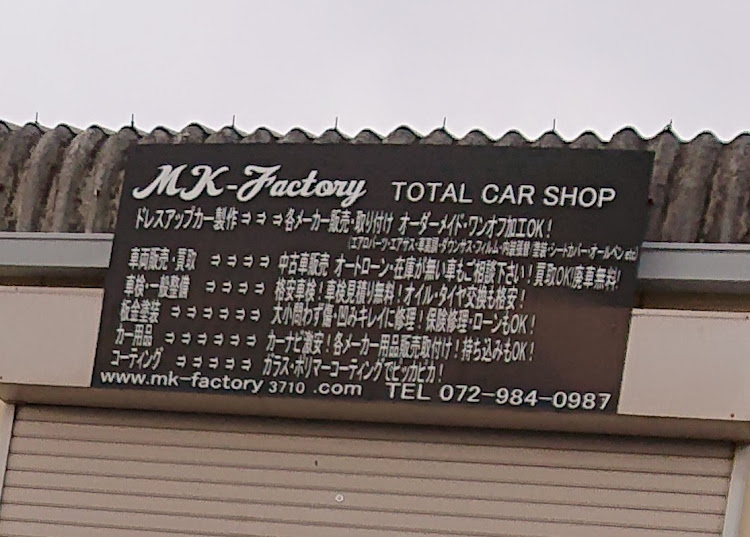 MK-Factory TOTAL CAR SHOP
ドレスアップカー製作 ⇒ ⇒ ⇒ 各メーカー販売・取り付け オーダーメイド・ワンオフ加工OK!
(エアロパーツ・エアサス・車高調・ダウンサス・フィルム・内装張替・塗装・シートカバー・オールペン etc)
車両販売・買取 ⇒ ⇒ ⇒ ⇒ 中古車販売 オートローン・在庫が無い車もご相談下さい!買取OK!廃車無料!
車検・一般整備 ⇒ ⇒ ⇒ ⇒ 格安車検!車検見積り無料!オイル・タイヤ交換も格安!
板金塗装 ⇒ ⇒ ⇒ ⇒ ⇒ ⇒ 大小問わず傷・凹みキレイに修理!保険修理・ローンもOK!
カー用品 ⇒ ⇒ ⇒ ⇒ ⇒ カーナビ激安!各メーカー用品販売取付け!持ち込みもOK!
コーティング ⇒ ⇒ ⇒ ⇒ ⇒ ガラス・ポリマーコーティングでピッカピカ!
www.mk-factory3710.com TEL 072-984-0987